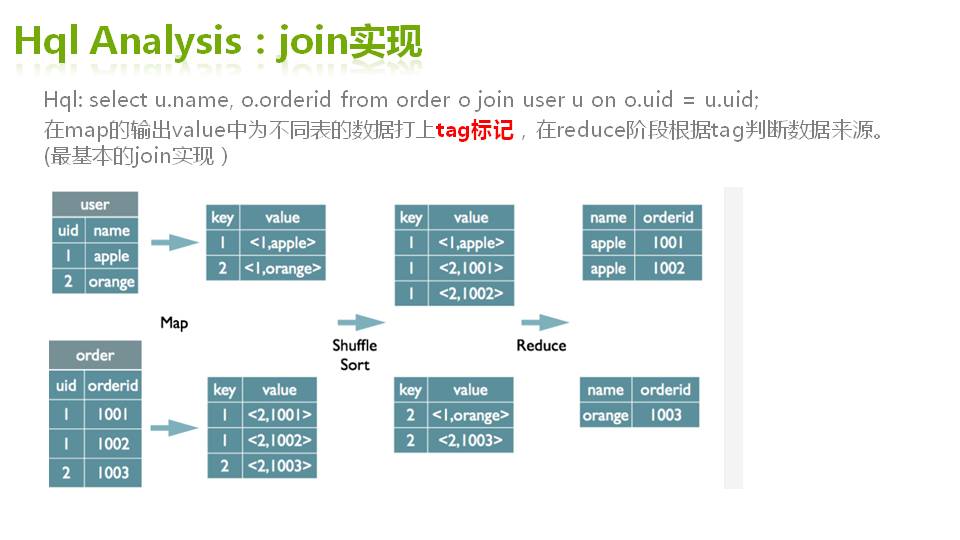 Hql Analysis：join实现
Hql: select u.name, o.orderid from order o join user u on o.uid = u.uid;
在map的输出value中为不同表的数据打上tag标记，在reduce阶段根据tag判断数据来源。
(最基本的join实现 )
user
uid name
1 apple
2 orange
key value
1 <1,apple>
2 <1,orange>
key value
1 <1,apple>
1 <2,1001>
1 <2,1002>
name orderid
apple 1001
apple 1002
Map
Shuffle
Sort
Reduce
order
uid orderid
1 1001
1 1002
2 1003
key value
1 <2,1001>
1 <2,1002>
2 <2,1003>
key value
2 <1,orange>
2 <2,1003>
name orderid
orange 1003